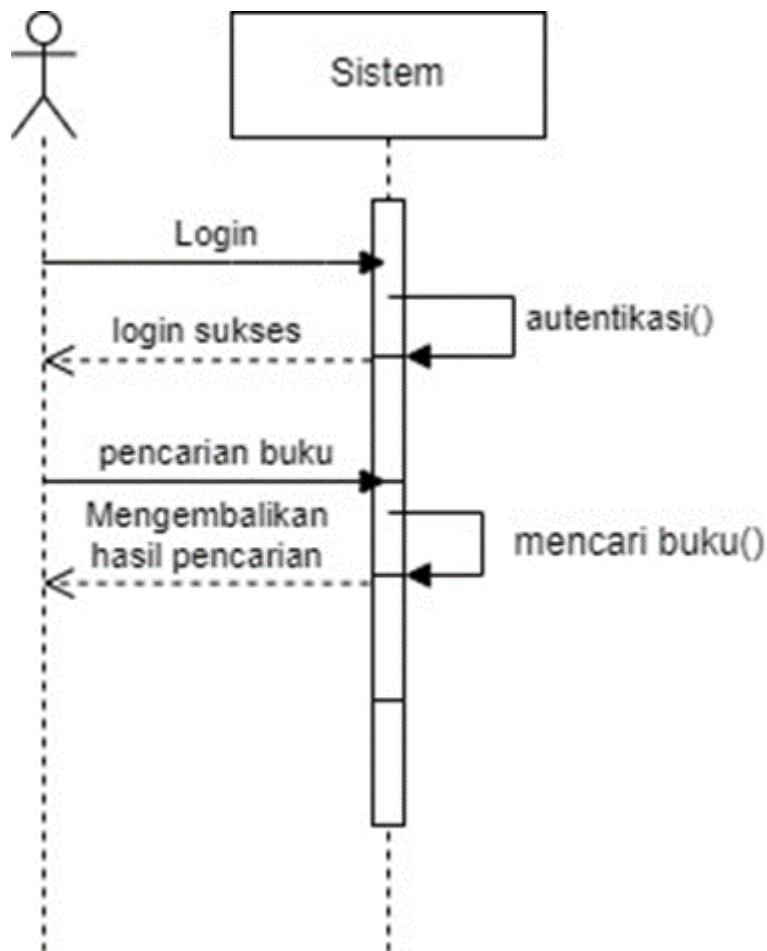 Sistem
Login
autentikasi()
login sukses
pencarian buku
Mengembalikan
hasil pencarian
mencari buku()